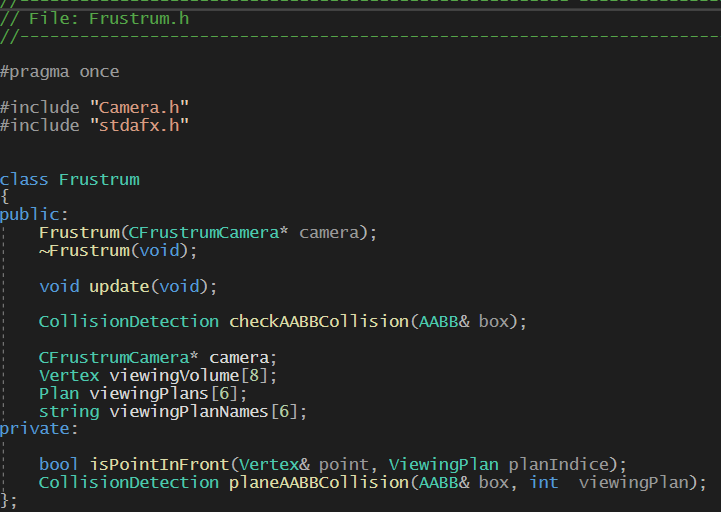 //------------------------------------------------------- ---------------
// File: Frustrum.h
//----------------------------------------------------------------------
#pragma once
#include "Camera.h"
#include "stdafx.h"
class Frustrum
{
public:
Frustrum(CFrustrumCamera* camera);
~Frustrum(void);
void update(void);
CollisionDetection checkAABBCollision(AABB& box);
CFrustrumCamera* camera;
Vertex viewingVolume[8];
Plan viewingPlans[6];
string viewingPlanNames[6];
private:
bool isPointInFront(Vertex& point, ViewingPlan planIndice);
CollisionDetection planeAABBCollision(AABB& box, int  viewingPlan);
};